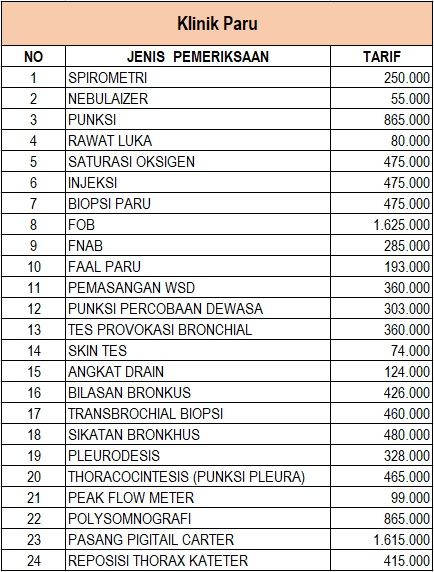 Klinik Paru
NO JENIS PEMERIKSAAN TARIF
1 SPIROMETRI 250.000
2 NEBULAIZER 55.000
3 PUNKSI 865.000
4 RAWAT LUKA 80.000
5 SATURASI OKSIGEN 475.000
6 INJEKSI 475.000
7 BIOPSI PARU 475.000
8 FOB 1.625.000
9 FNAB 285.000
10 FAAL PARU 193.000
11 PEMASANGAN WSD 360.000
12 PUNKSI PERCOBAAN DEWASA 303.000
13 TES PROVOKASI BRONCHIAL 360.000
14 SKIN TES 74.000
15 ANGKAT DRAIN 124.000
16 BILASAN BRONKUS 426.000
17 TRANSBROCHIAL BIOPSI 460.000
18 SIKATAN BRONKHUS 480.000
19 PLEURODESIS 328.000
20 THORACOCINTESIS (PUNKSI PLEURA) 465.000
21 PEAK FLOW METER 99.000
22 POLYSOMNOGRAFI 865.000
23 PASANG PIGITAIL CARTER 1.615.000
24 REPOSISI THORAX KATETER 415.000